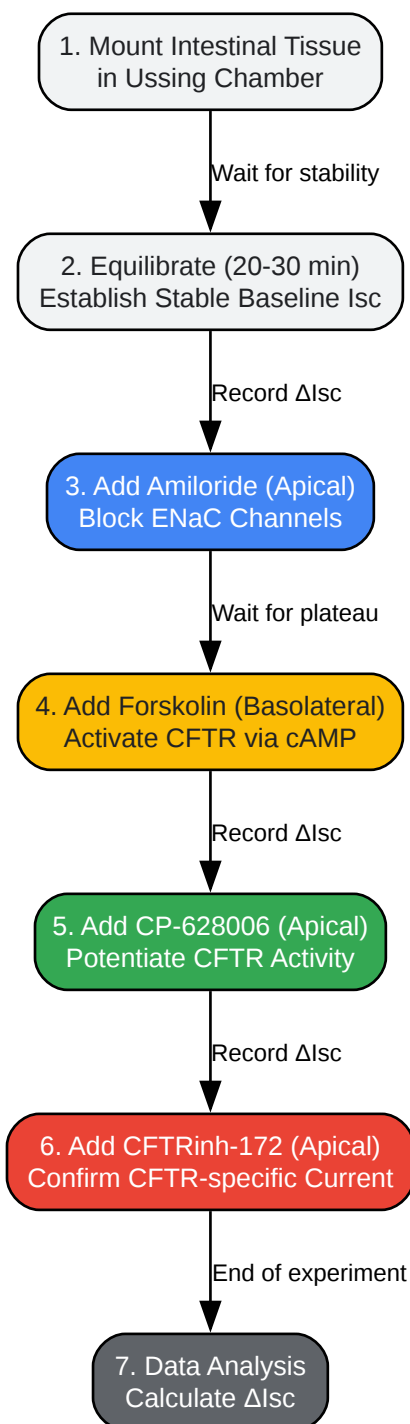 1. Mount Intestinal Tissue
in Ussing Chamber
Wait for stability
2. Equilibrate (20-30 min)
Establish Stable Baseline Isc
Record ΔIsc
3. Add Amiloride (Apical)
Block ENaC Channels
Wait for plateau
4. Add Forskolin (Basolateral)
Activate CFTR via cAMP
Record ΔIsc
5. Add CP-628006 (Apical)
Potentiate CFTR Activity
Record ΔIsc
6. Add CFTRinh-172 (Apical)
Confirm CFTR-specific Current
End of experiment
7. Data Analysis
Calculate ΔIsc